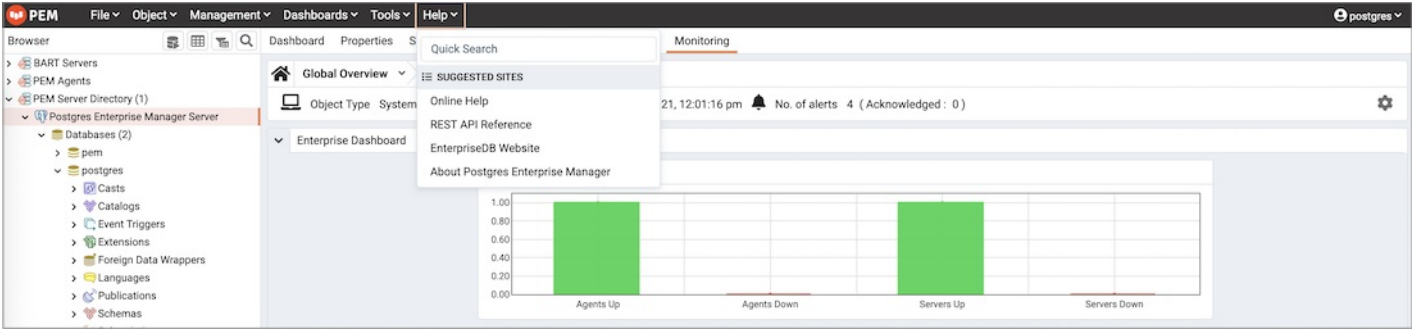 PEM File Object Management Dashboards Tools Help postgres
Browser
Dashboard Properties S Monitoring
Quick Search
SUGGESTED SITES
Online Help
REST API Reference
EnterpriseDB Website
About Postgres Enterprise Manager
BART Servers
PEM Agents
PEM Server Directory (1)
Postgres Enterprise Manager Server
Databases (2)
pem
postgres
Casts
Catalogs
Event Triggers
Extensions
Foreign Data Wrappers
Languages
Publications
Schemas
Global Overview
Object Type System 21, 12:01:16 pm No. of alerts 4 (Acknowledged: 0)
Enterprise Dashboard
1.00
0.80
0.60
0.40
0.20
0.00
Agents Up Agents Down Servers Up Servers Down